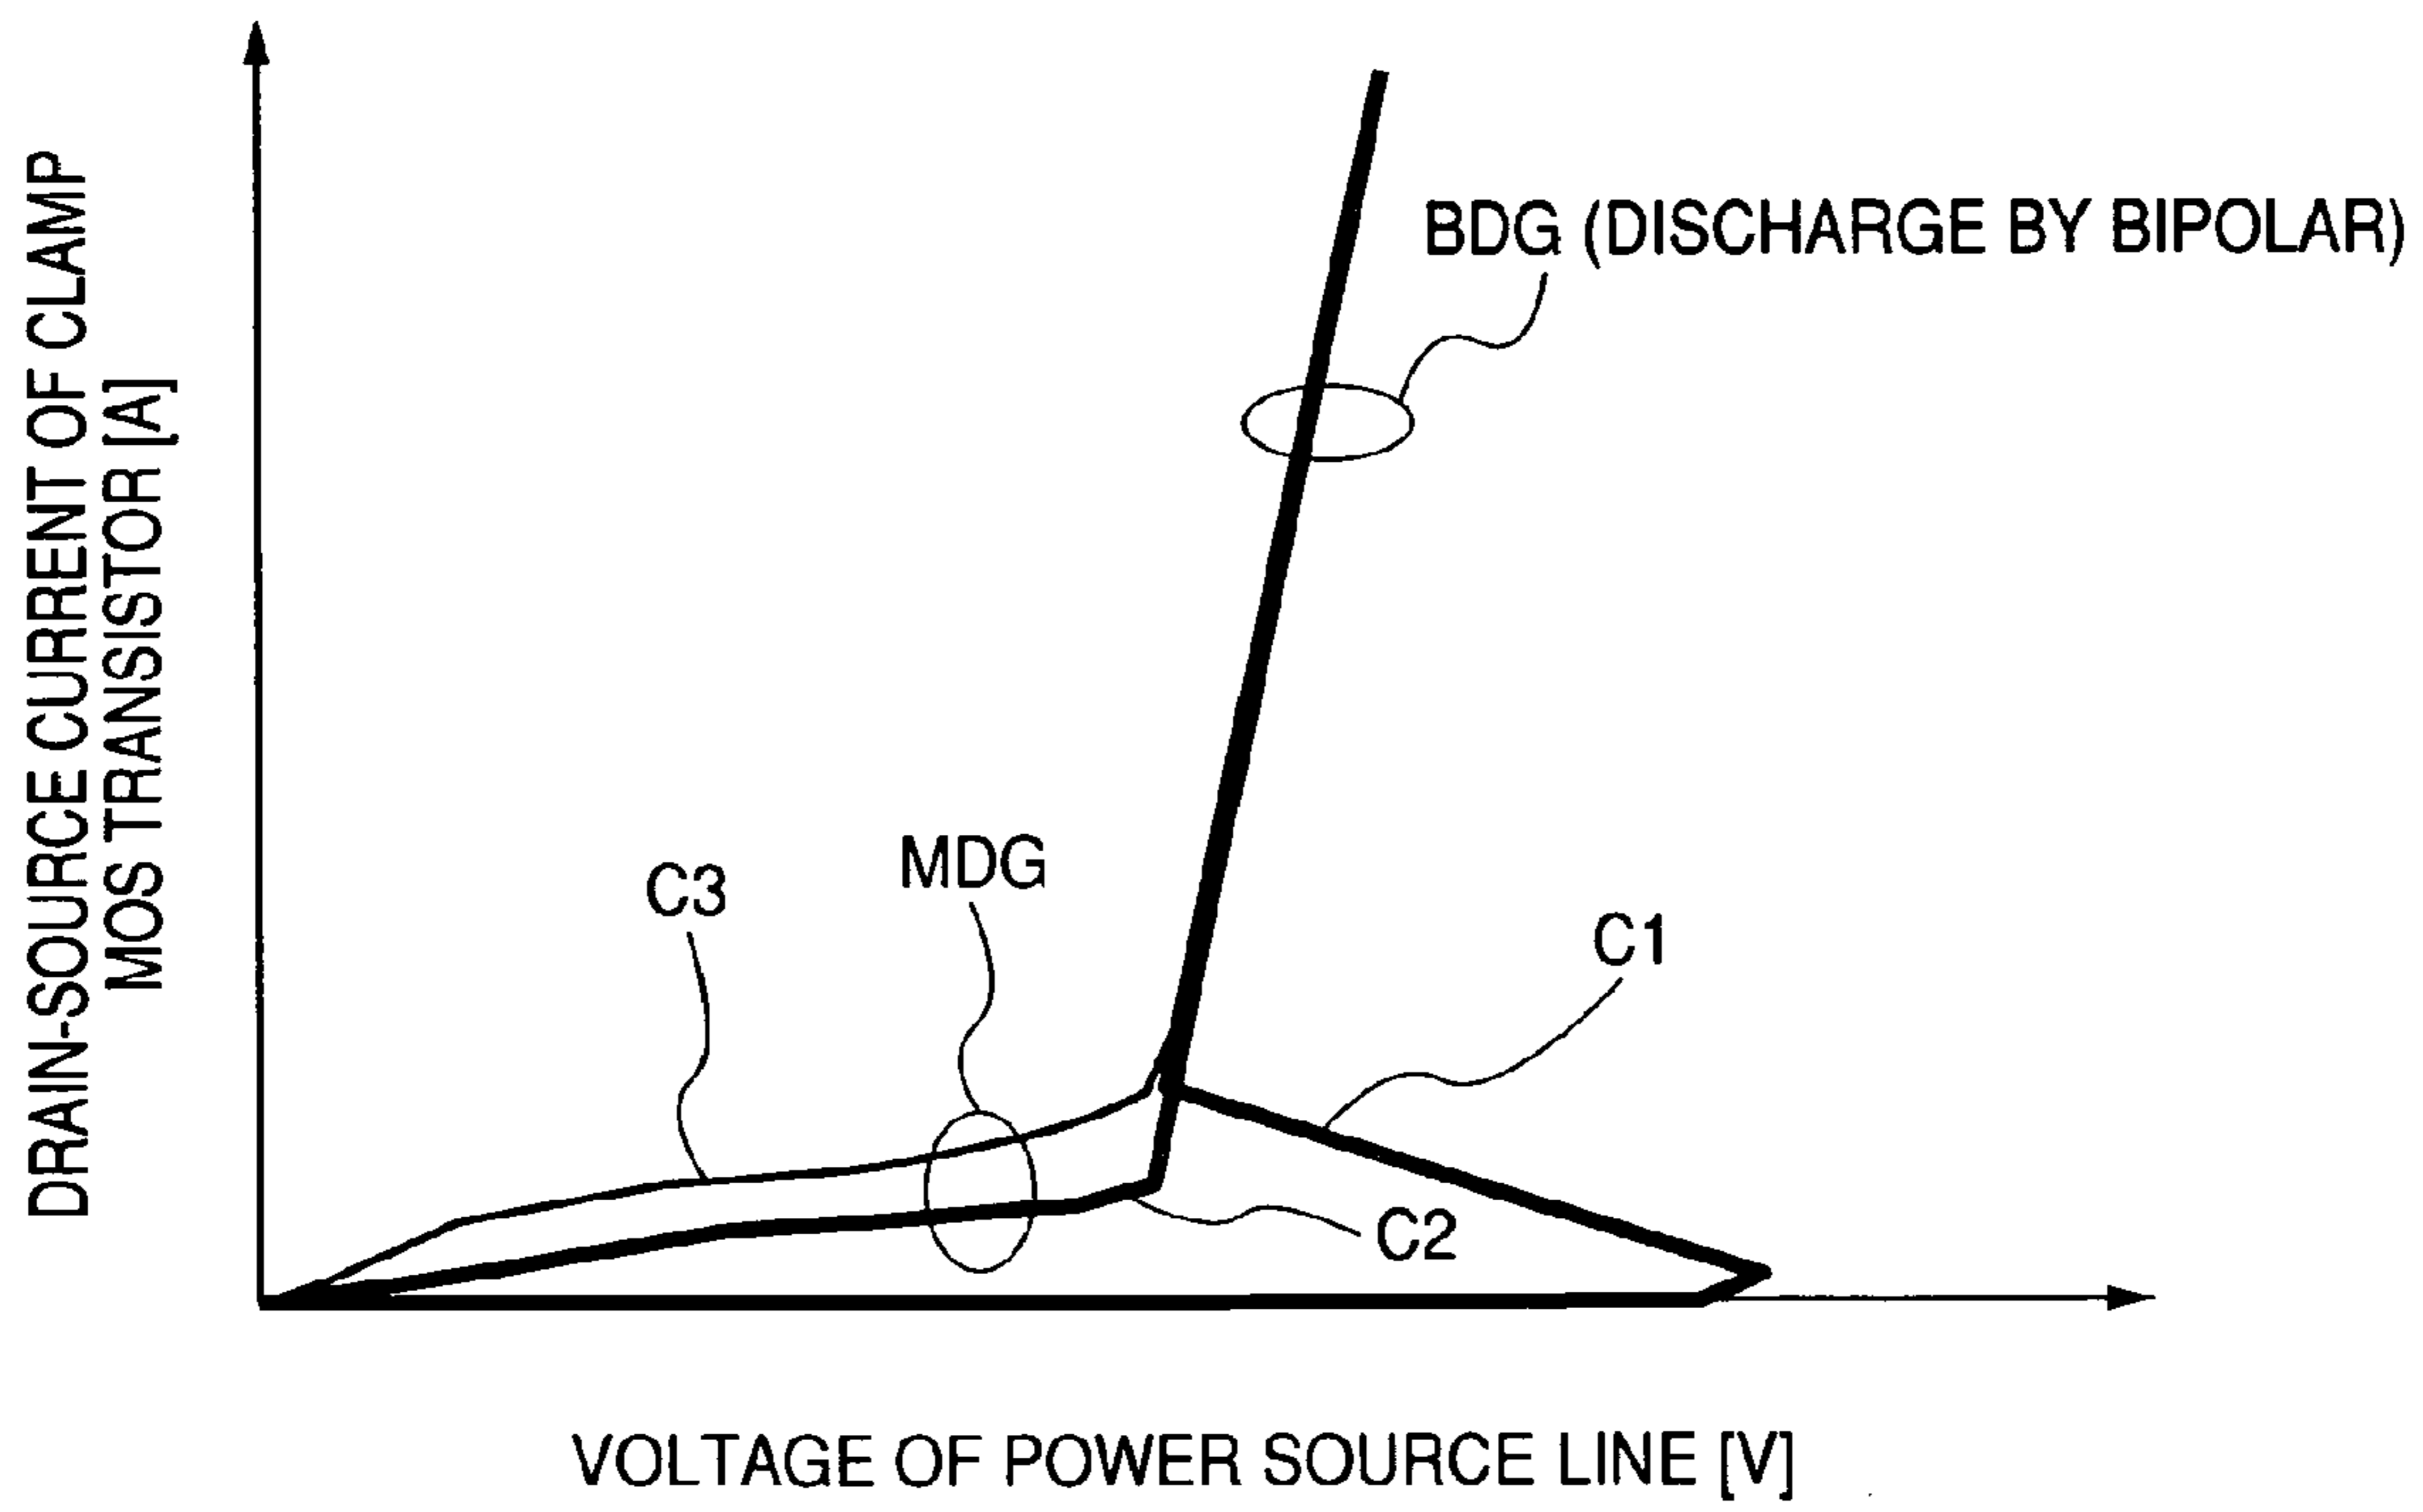 DRAIN-SOURCE CURRENT OF CLAMP
MOS TRANSISTOR [A]
BDG (DISCHARGE BY BIPOLAR)
MDG
C3
C1
C2
VOLTAGE OF POWER SOURCE LINE [V]